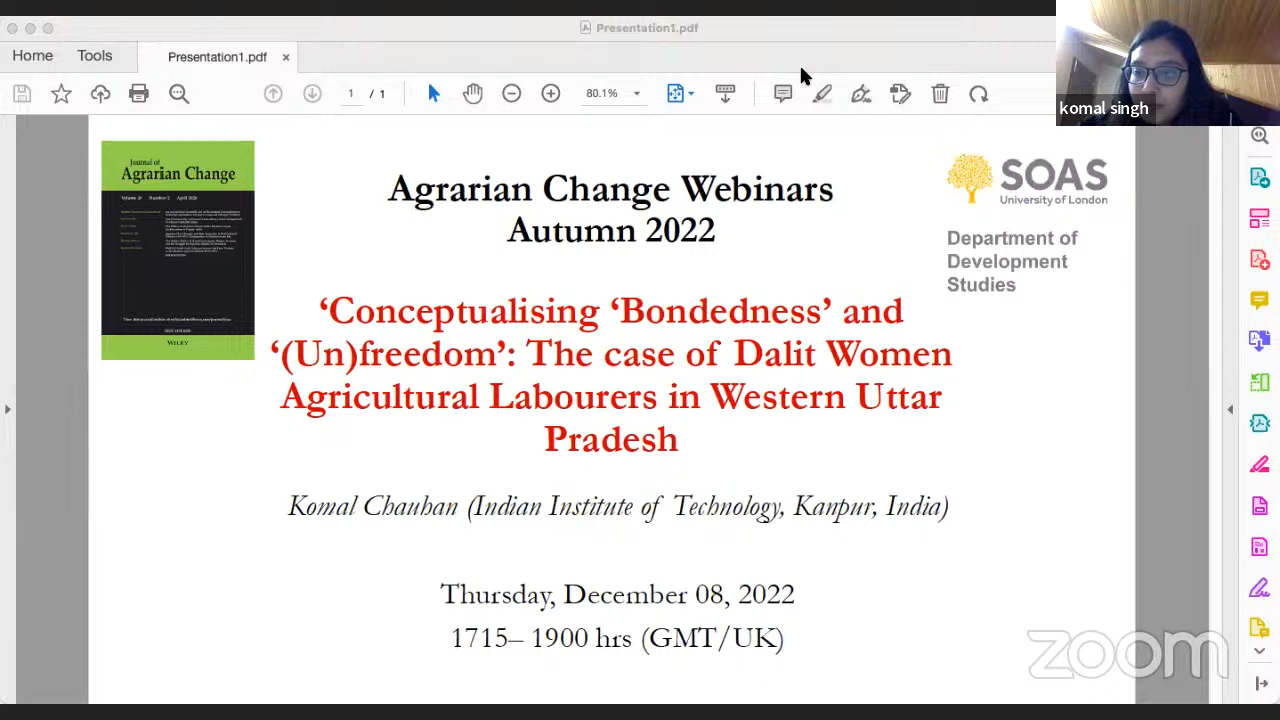 Presentation1.pdf
Home
Tools
Presentation1.pdf
1 / 1
80.1%
komal singh
Journal of
Agrarian Change
WILEY
Agrarian Change Webinars
Autumn 2022
SOAS
University of London
Department of
Development
Studies
‘Conceptualising ‘Bondedness’ and
‘(Un)freedom’: The case of Dalit Women
Agricultural Labourers in Western Uttar
Pradesh
Komal Chauhan (Indian Institute of Technology, Kanpur, India)
Thursday, December 08, 2022
1715– 1900 hrs (GMT/UK)
zoom